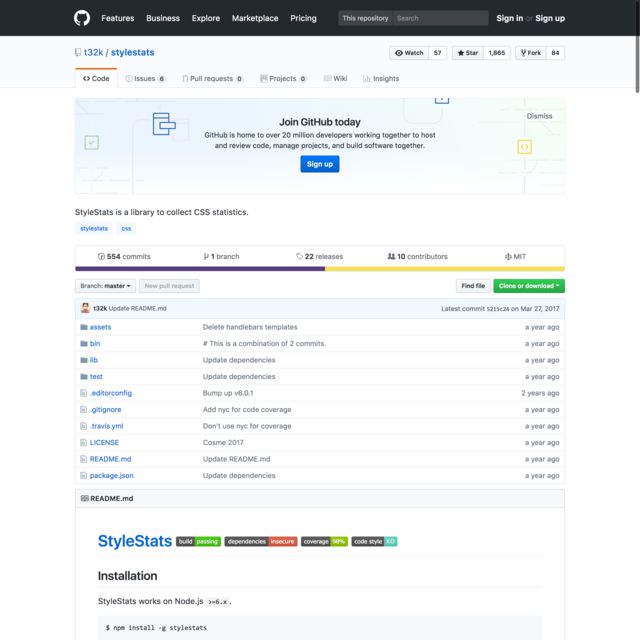 Features Business Explore Marketplace Pricing This repository Search Sign in or Sign up
t32k / stylestats Watch 57 Star 1,865 Fork 84
Code Issues 6 Pull requests 0 Projects 0 Wiki Insights
Dismiss
Join GitHub today
GitHub is home to over 20 million developers working together to host
and review code, manage projects, and build software together.
Sign up
StyleStats is a library to collect CSS statistics.
stylestats css
554 commits 1 branch 22 releases 10 contributors MIT
Branch: master New pull request Find file Clone or download
t32k Update README.md Latest commit 5215c24 on Mar 27, 2017
assets Delete handlebars templates a year ago
bin # This is a combination of 2 commits. a year ago
lib Update dependencies a year ago
test Update dependencies a year ago
.editorconfig Bump up v6.0.1 2 years ago
.gitignore Add nyc for code coverage a year ago
.travis.yml Don't use nyc for coverage a year ago
LICENSE Cosme 2017 a year ago
README.md Update README.md a year ago
package.json Update dependencies a year ago
README.md
StyleStats build passing dependencies insecure coverage 98% code style XO
Installation
StyleStats works on Node.js >=6.x.
$ npm install -g stylestats